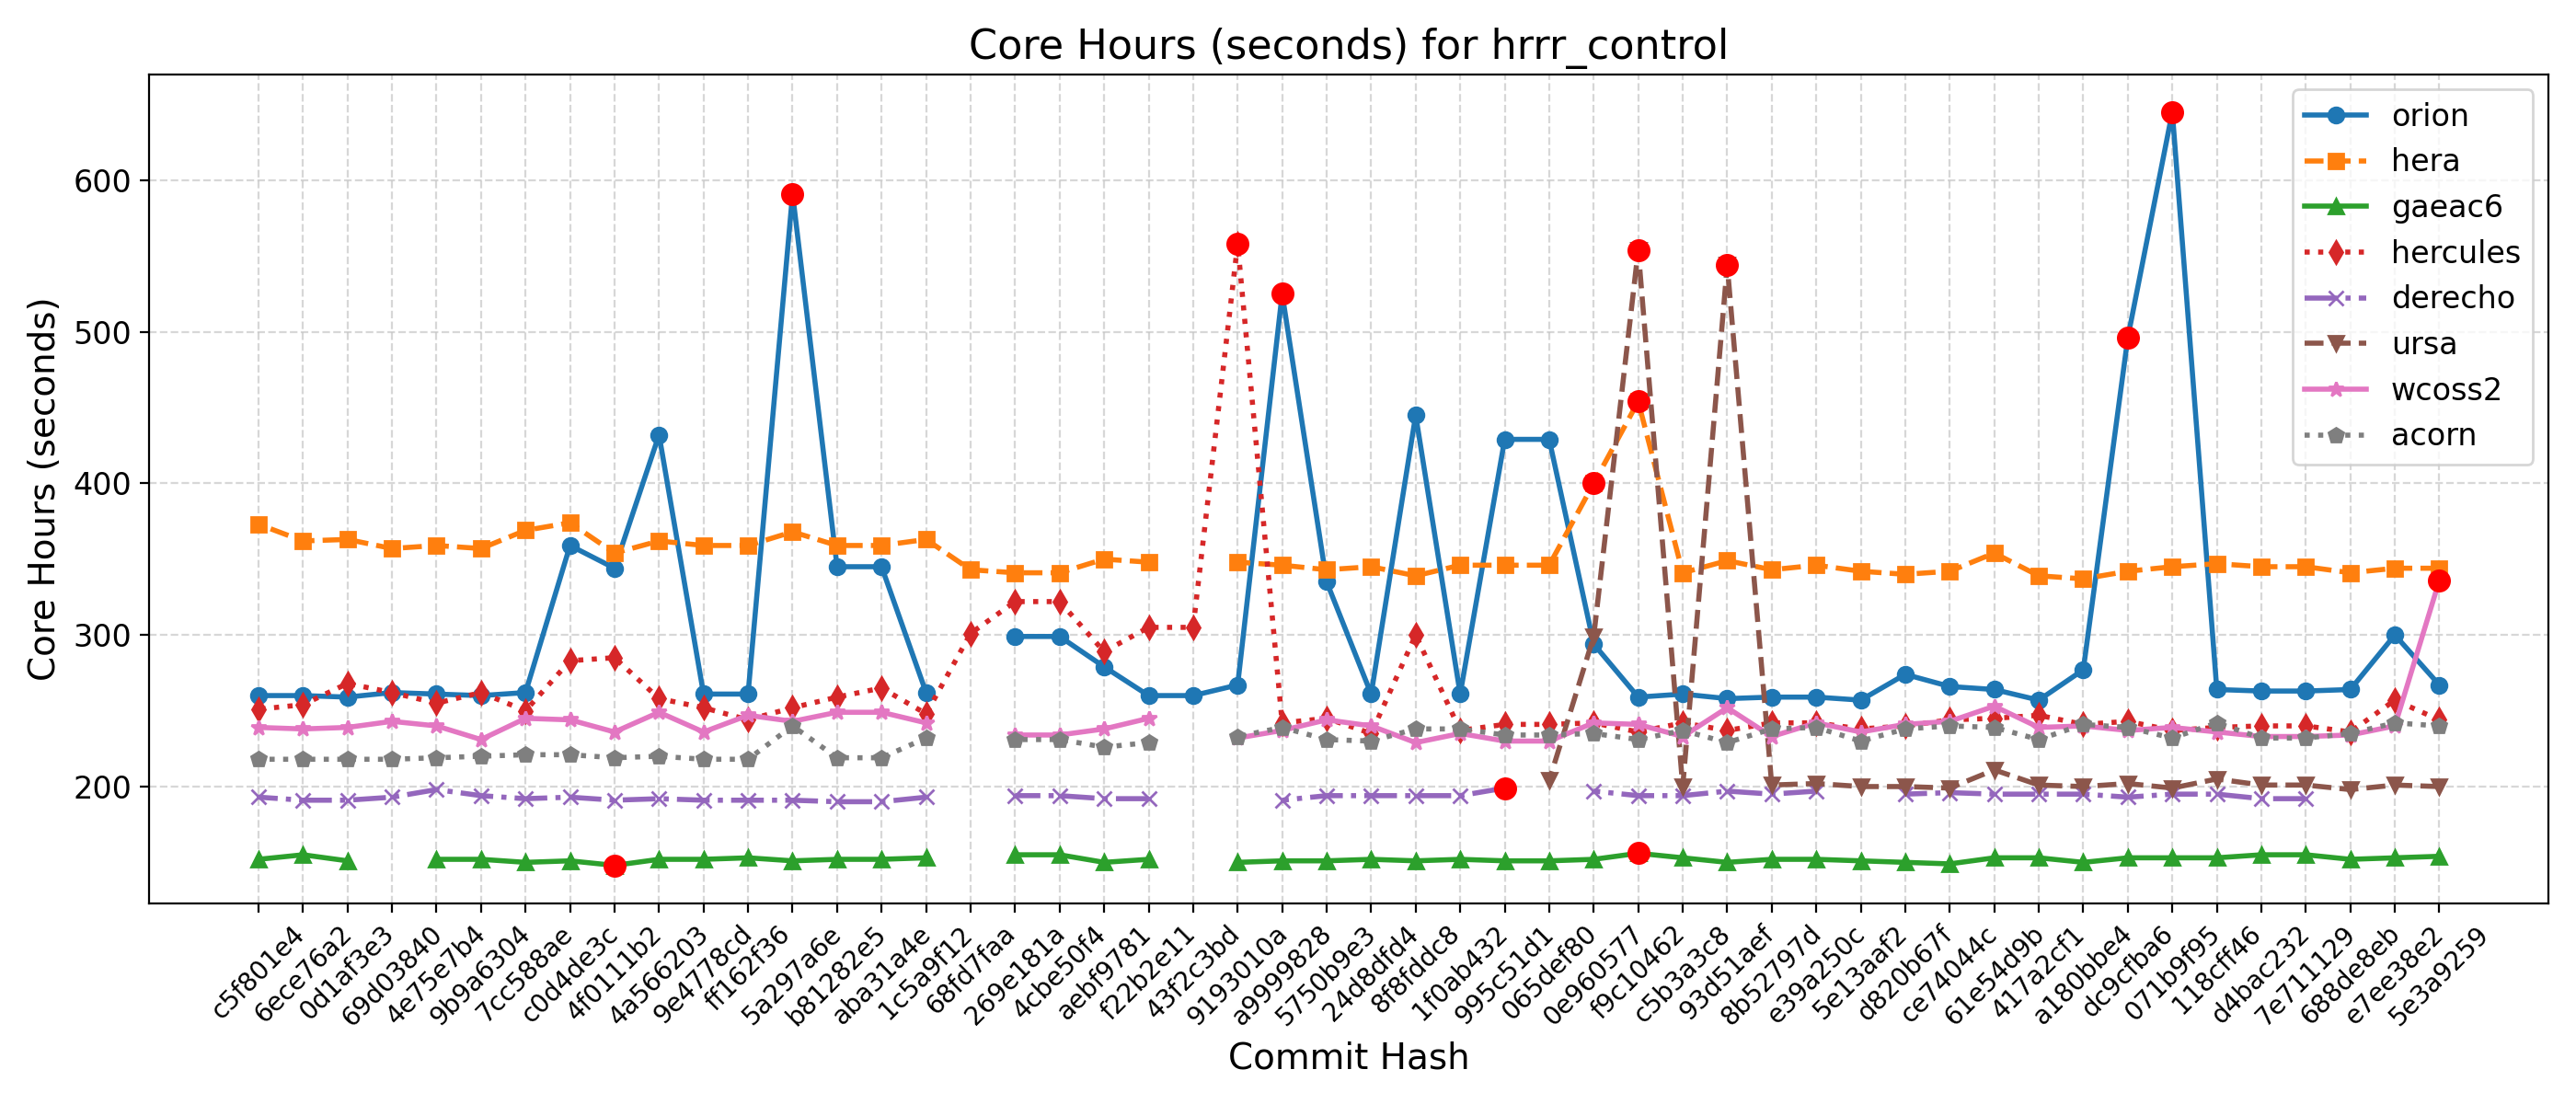 Core Hours (seconds) for hrrr_control
Core Hours (seconds)
600
500
400
300
200
orion
hera
gaeac6
hercules
derecho
ursa
wcoss2
acorn
c5f801e4
6ece76a2
0d1af3e3
69d03840
4e75e7b4
9b9a6304
7cc588ae
c0d4de3c
4f0111b2
4a566203
9e4778cd
ff162f36
5a297a6e
b81282e5
aba31a4e
1c5a9f12
68fd7faa
269e181a
4cbe50f4
aebf9781
f22b2e11
43f2c3bd
9193010a
a9999828
5750b9e3
24d8dfd4
8f8fddc8
1f0ab432
995c51d1
065def80
0e960577
f9c10462
c5b3a3c8
93d51aef
8b52797d
e39a250c
5e13aaf2
d820b67f
ce74044c
61e54d9b
417a2cf1
a180bbe4
dc9cfba6
071b9f95
118cff46
d4bac232
7e711129
688de8eb
e7ee38e2
5e3a9259
Commit Hash